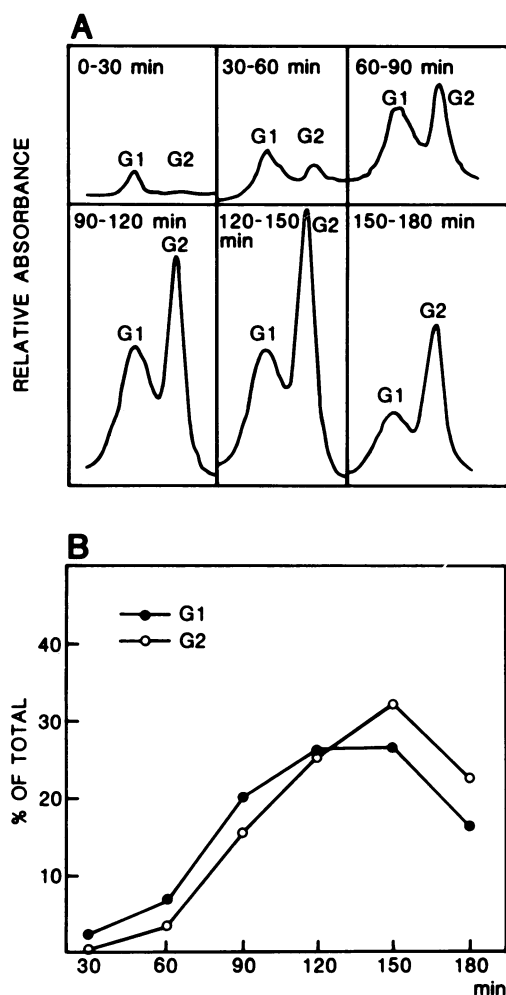 A
RELATIVE ABSORBANCE
0-30 min
G1
G2
30-60 min
G1
G2
60-90 min
G1
G2
90-120 min
G1
G2
120-150
min
G1
G2
150-180 min
G1
G2
B
% OF TOTAL
G1
G2
40
30
20
10
30 60 90 120 150 180
min